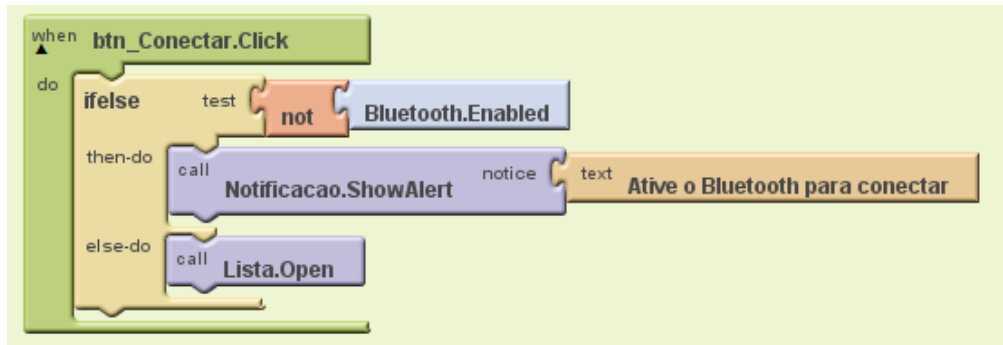 when btn_Conectar.Click
do
ifelse test not Bluetooth.Enabled
then-do call Notificacao.ShowAlert notice text Ative o Bluetooth para conectar
else-do call Lista.Open